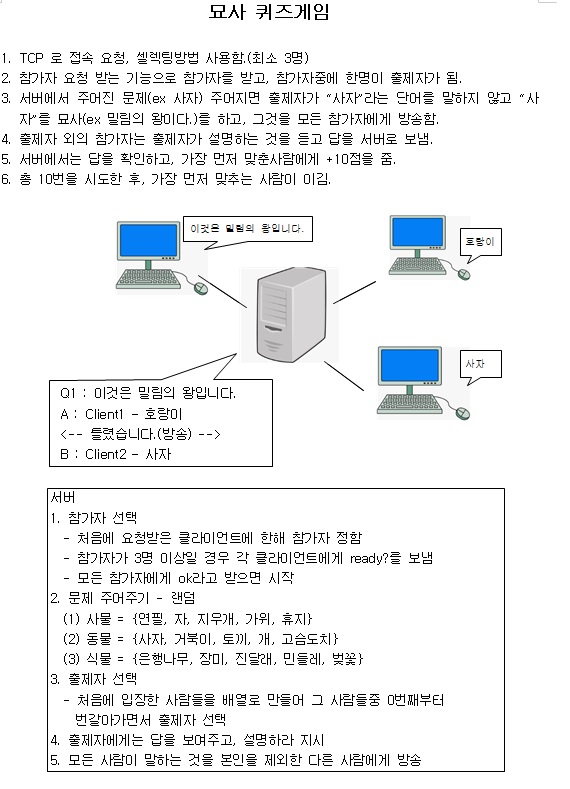 묘사 퀴즈게임
1. TCP 로 접속 요청, 셀렉팅방법 사용함.(최소 3명)
2. 참가자 요청 받는 기능으로 참가자를 받고, 참가자중에 한명이 출제자가 됨.
3. 서버에서 주어진 문제(ex 사자) 주어지면 출제자가 “사자”라는 단어를 말하지 않고 “사
자”를 묘사(ex 밀림의 왕이다.)를 하고, 그것을 모든 참가자에게 방송함.
4. 출제자 외의 참가자는 출제자가 설명하는 것을 듣고 답을 서버로 보냄.
5. 서버에서는 답을 확인하고, 가장 먼저 맞춘사람에게 +10점을 줌.
6. 총 10번을 시도한 후, 가장 먼저 맞추는 사람이 이김.
이것은 밀림의 왕입니다.
호랑이
사자
Q1 : 이것은 밀림의 왕입니다.
A : Client1 - 호랑이
<-- 틀렸습니다.(방송) -->
B : Client2 - 사자
서버
1. 참가자 선택
- 처음에 요청받은 클라이언트에 한해 참가자 정함
- 참가자가 3명 이상일 경우 각 클라이언트에게 ready?를 보냄
- 모든 참가자에게 ok라고 받으면 시작
2. 문제 주어주기 - 랜덤
(1) 사물 = {연필, 자, 지우개, 가위, 휴지}
(2) 동물 = {사자, 거북이, 토끼, 개, 고슴도치}
(3) 식물 = {은행나무, 장미, 진달래, 민들레, 벚꽃}
3. 출제자 선택
- 처음에 입장한 사람들을 배열로 만들어 그 사람들중 0번째부터
번갈아가면서 출제자 선택
4. 출제자에게는 답을 보여주고, 설명하라 지시
5. 모든 사람이 말하는 것을 본인을 제외한 다른 사람에게 방송